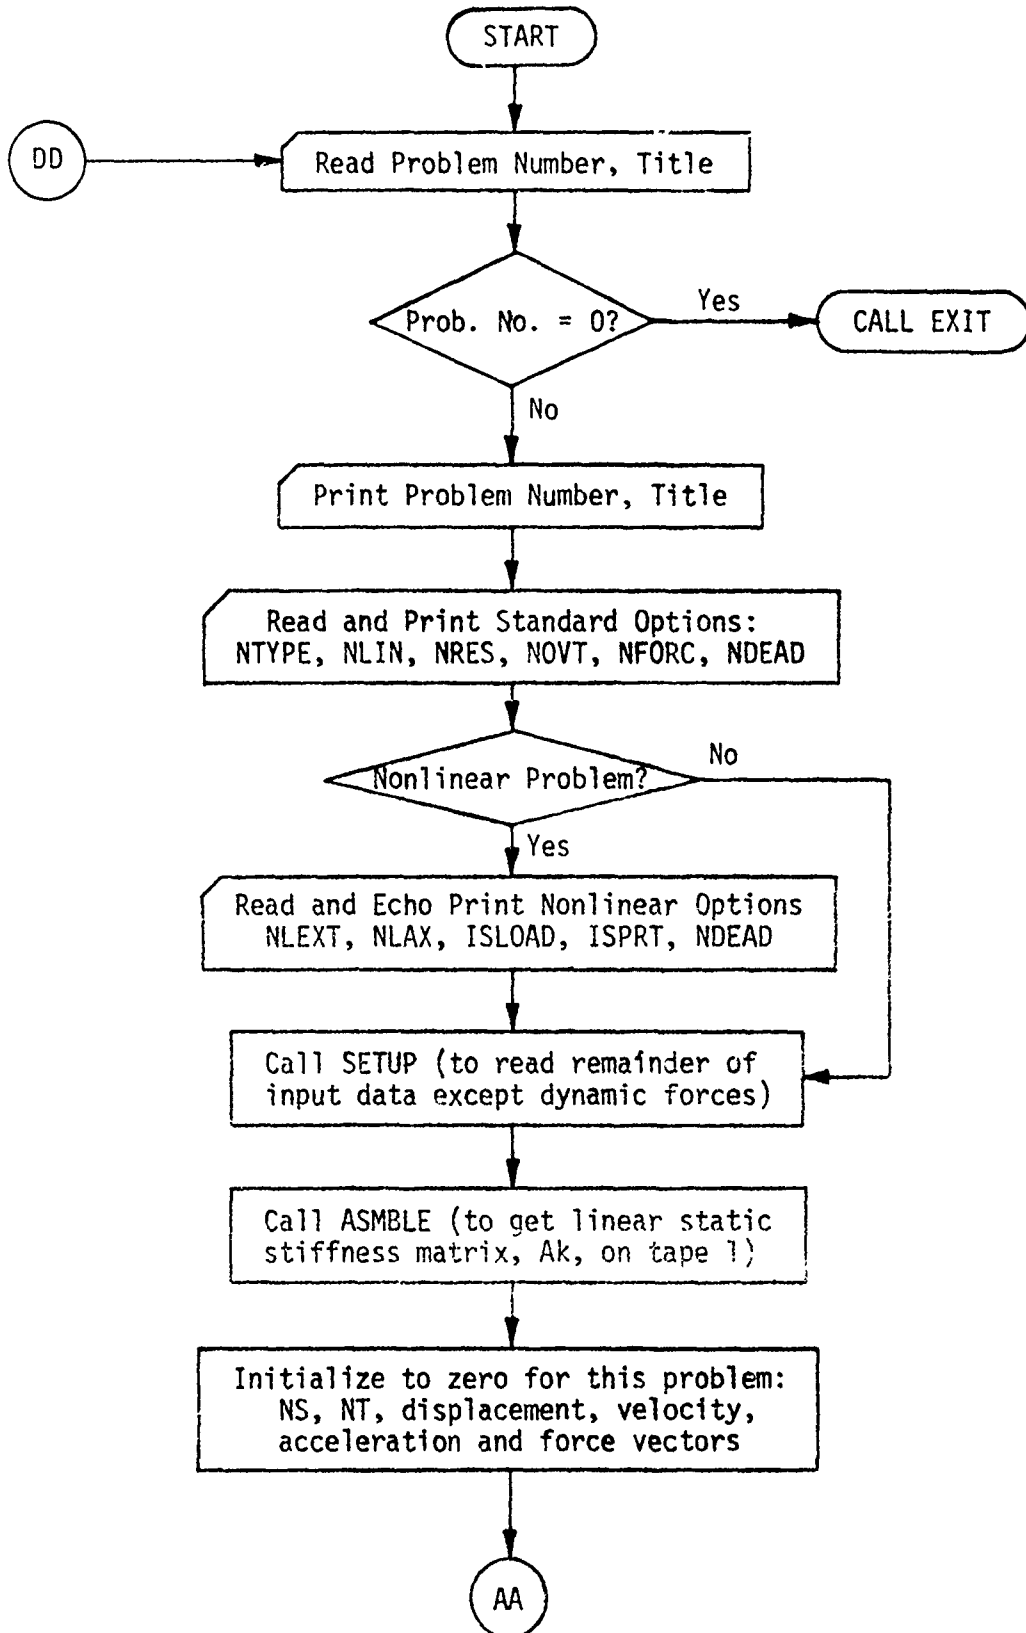 START
DD
Read Problem Number, Title
Prob. No. = 0?
Yes
CALL EXIT
No
Print Problem Number, Title
Read and Print Standard Options:
NTYPE, NLIN, NRES, NOVT, NFORC, NDEAD
No
Nonlinear Problem?
Yes
Read and Echo Print Nonlinear Options
NLEXT, NLAX, ISLOAD, ISPRT, NDEAD
Call SETUP (to read remainder of
input data except dynamic forces)
Call ASMBLE (to get linear static
stiffness matrix, Ak, on tape 1)
Initialize to zero for this problem:
NS, NT, displacement, velocity,
acceleration and force vectors
AA